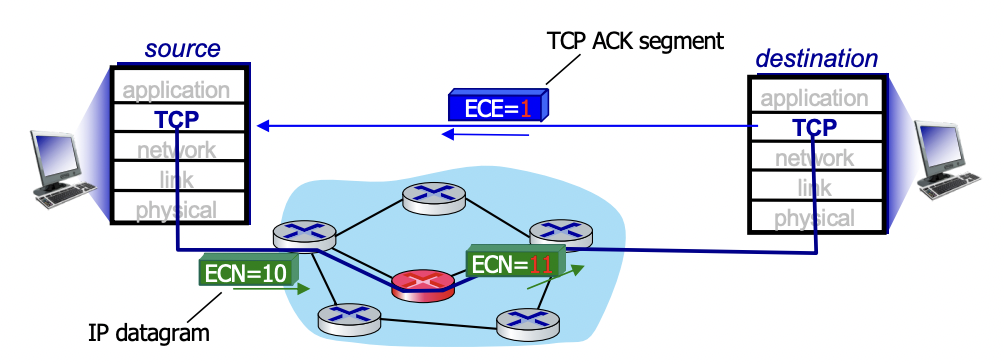 TCP ACK segment
source
destination
application
TCP
network
link
physical
ECE=1
application
TCP
network
link
physical
ECN=10
ECN=11
IP datagram